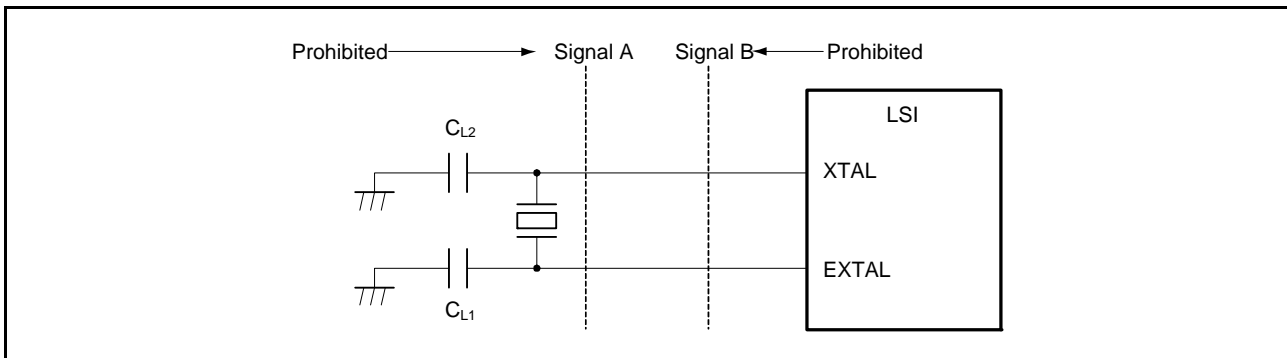 Prohibited Signal A Signal B Prohibited
LSI
CL2
XTAL
EXTAL
CL1